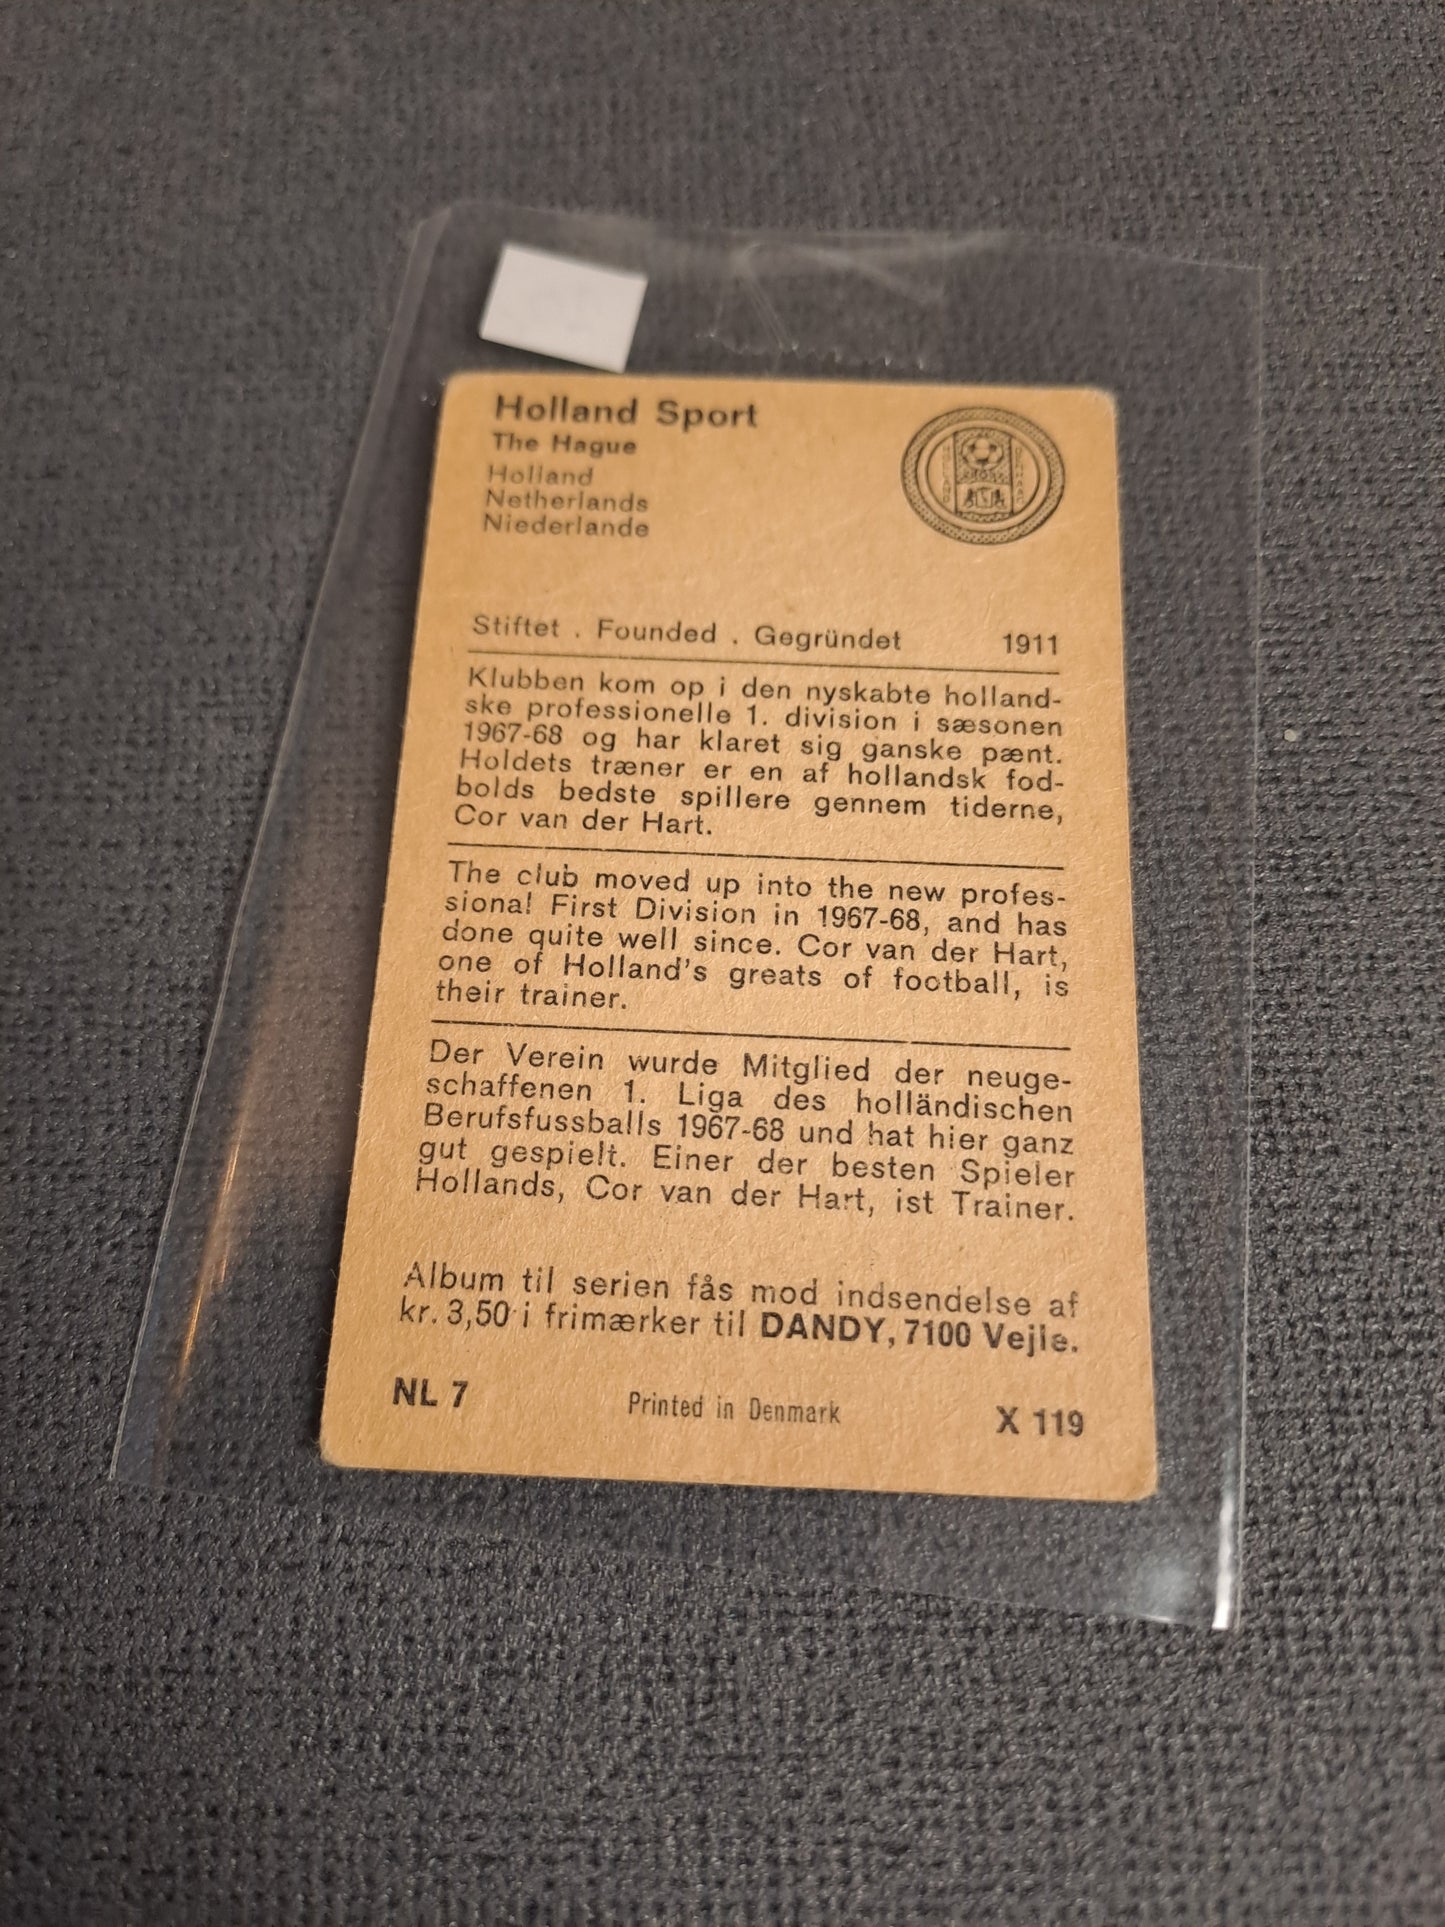 Holland Sport
The Hague
Holland
Netherlands
Niederlande
Stiftet . Founded . Gegründet 1911
Klubben kom op i den nyskabte holland-
ske professionelle 1. division i sæsonen
1967-68 og har klaret sig ganske pænt.
Holdets træner er en af hollandsk fod-
bolds bedste spillere gennem tiderne,
Cor van der Hart.
The club moved up into the new profes-
sional First Division in 1967-68, and has
done quite well since. Cor van der Hart,
one of Holland's greats of football, is
their trainer.
Der Verein wurde Mitglied der neuge-
schaffenen 1. Liga des holländischen
Berufsfussballs 1967-68 und hat hier ganz
gut gespielt. Einer der besten Spieler
Hollands, Cor van der Hart, ist Trainer.
Album til serien fås mod indsendelse af
kr. 3,50 i frimærker til DANDY, 7100 Vejle.
NL 7 Printed in Denmark X 119